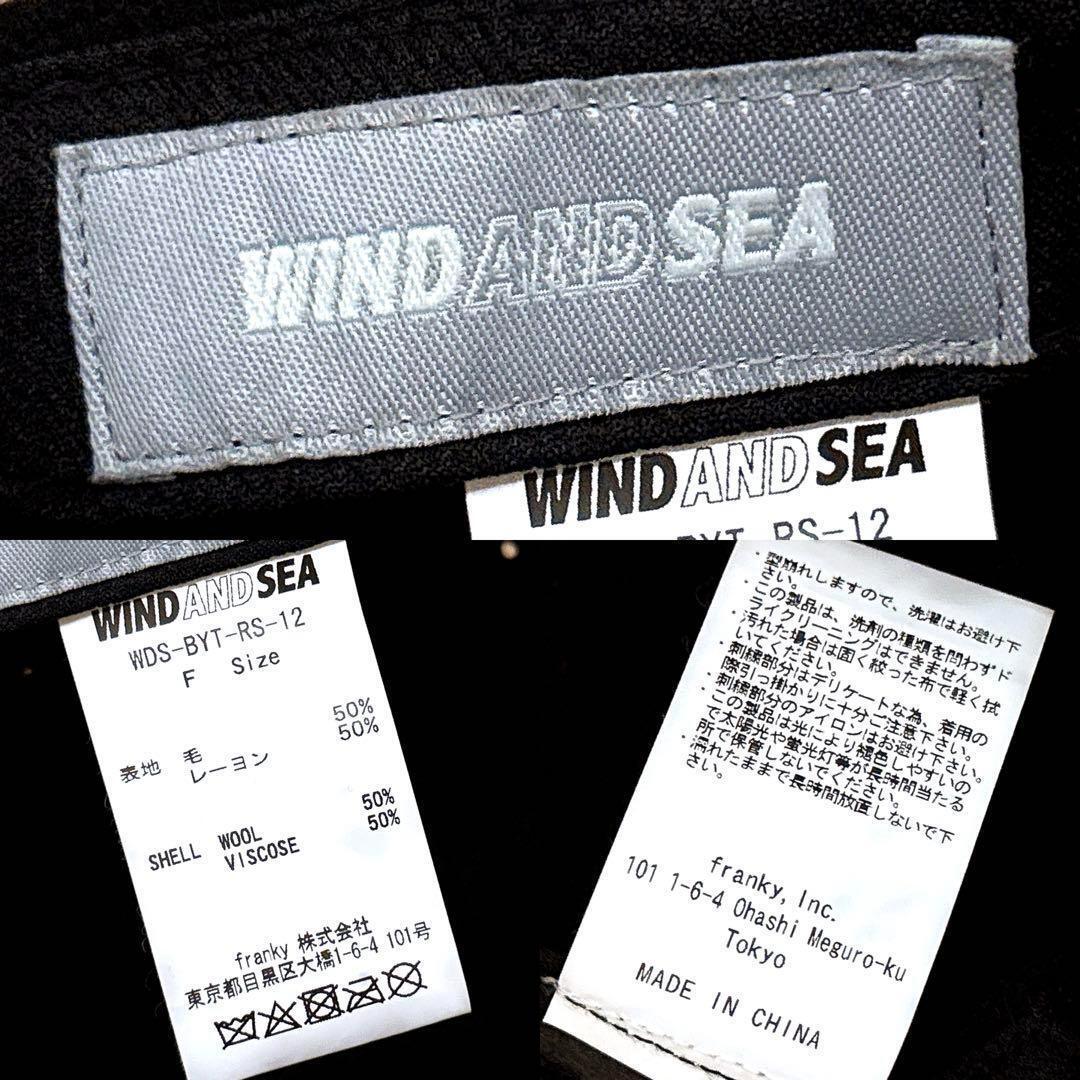 WIND AND SEA
WIND AND SEA
BYT-RS-12
WIND AND SEA
WDS-BYT-RS-12
F Size
50%
50%
表地 毛
レーヨン
50%
50%
SHELL WOOL
VISCOSE
franky 株式会社
東京都目黒区大橋1-6-4 101号
・型崩れしますので、洗濯はお避け下
さい。
・この製品は、洗剤の種類を問わずド
ライクリーニングはできません。
・汚れた場合は固く絞った布で軽く拭
いてください。
・刺繍部分はデリケートな為、着用の
際引っ掛かりに十分ご注意下さい。
・刺繍部分のアイロンはお避け下さい。
・この製品は光により褪色しやすいの
で太陽光や蛍光灯等が長時間当たる
所で保管しないでください。
・濡れたままで長時間放置しないで下
さい。
franky, Inc.
101 1-6-4 Ohashi Meguro-ku
Tokyo
MADE IN CHINA